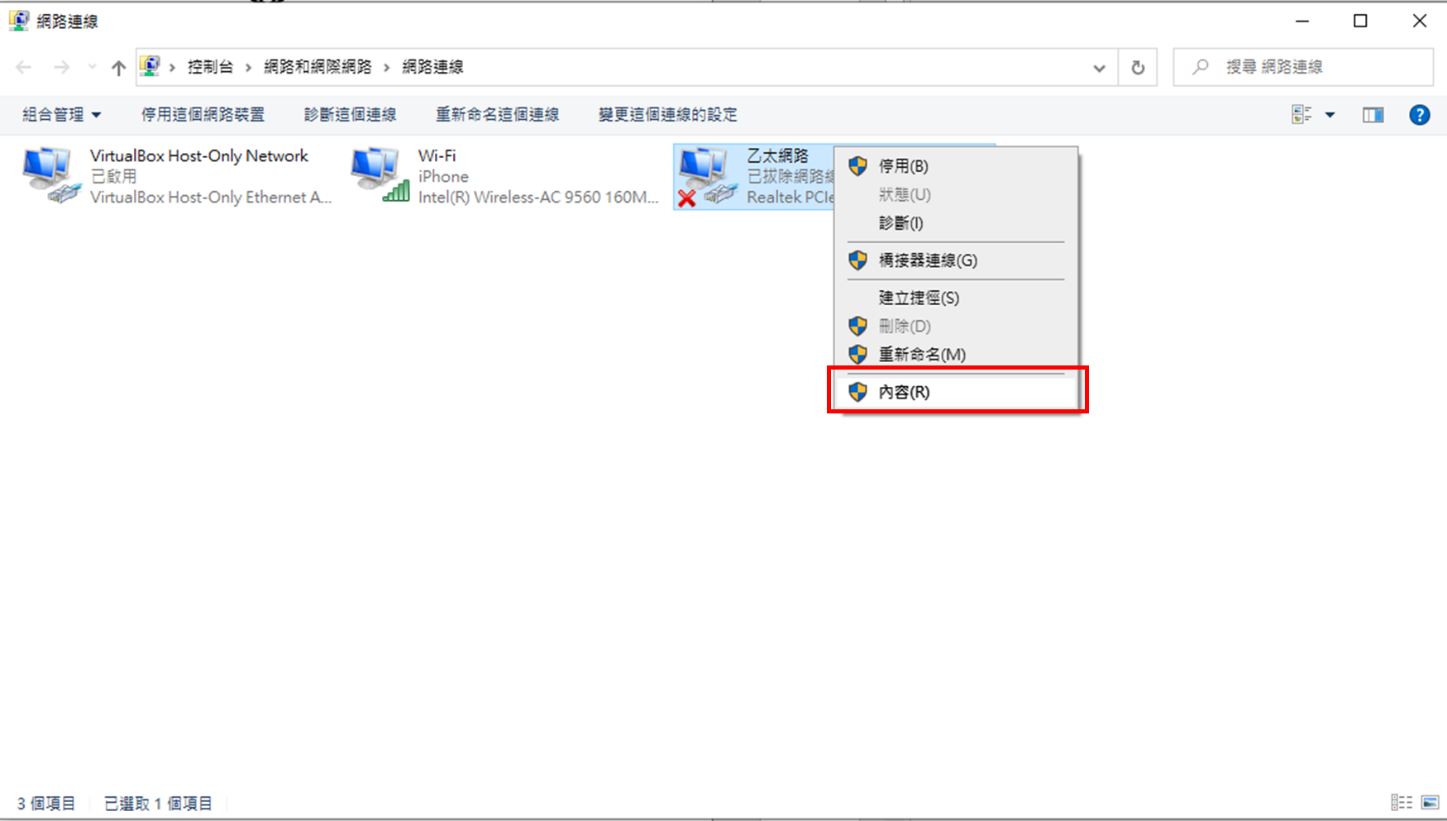 網路連線
控制台 › 網路和網際網路 › 網路連線
搜尋 網路連線
組合管理 停用這個網路裝置 診斷這個連線 重新命名這個連線 變更這個連線的設定
VirtualBox Host-Only Network
已啟用
VirtualBox Host-Only Ethernet A...
Wi-Fi
iPhone
Intel(R) Wireless-AC 9560 160M...
乙太網路
已拔除網路
Realtek PCIe
停用(B)
狀態(U)
診斷(I)
橋接器連線(G)
建立捷徑(S)
刪除(D)
重新命名(M)
內容(R)
3 個項目 已選取 1 個項目